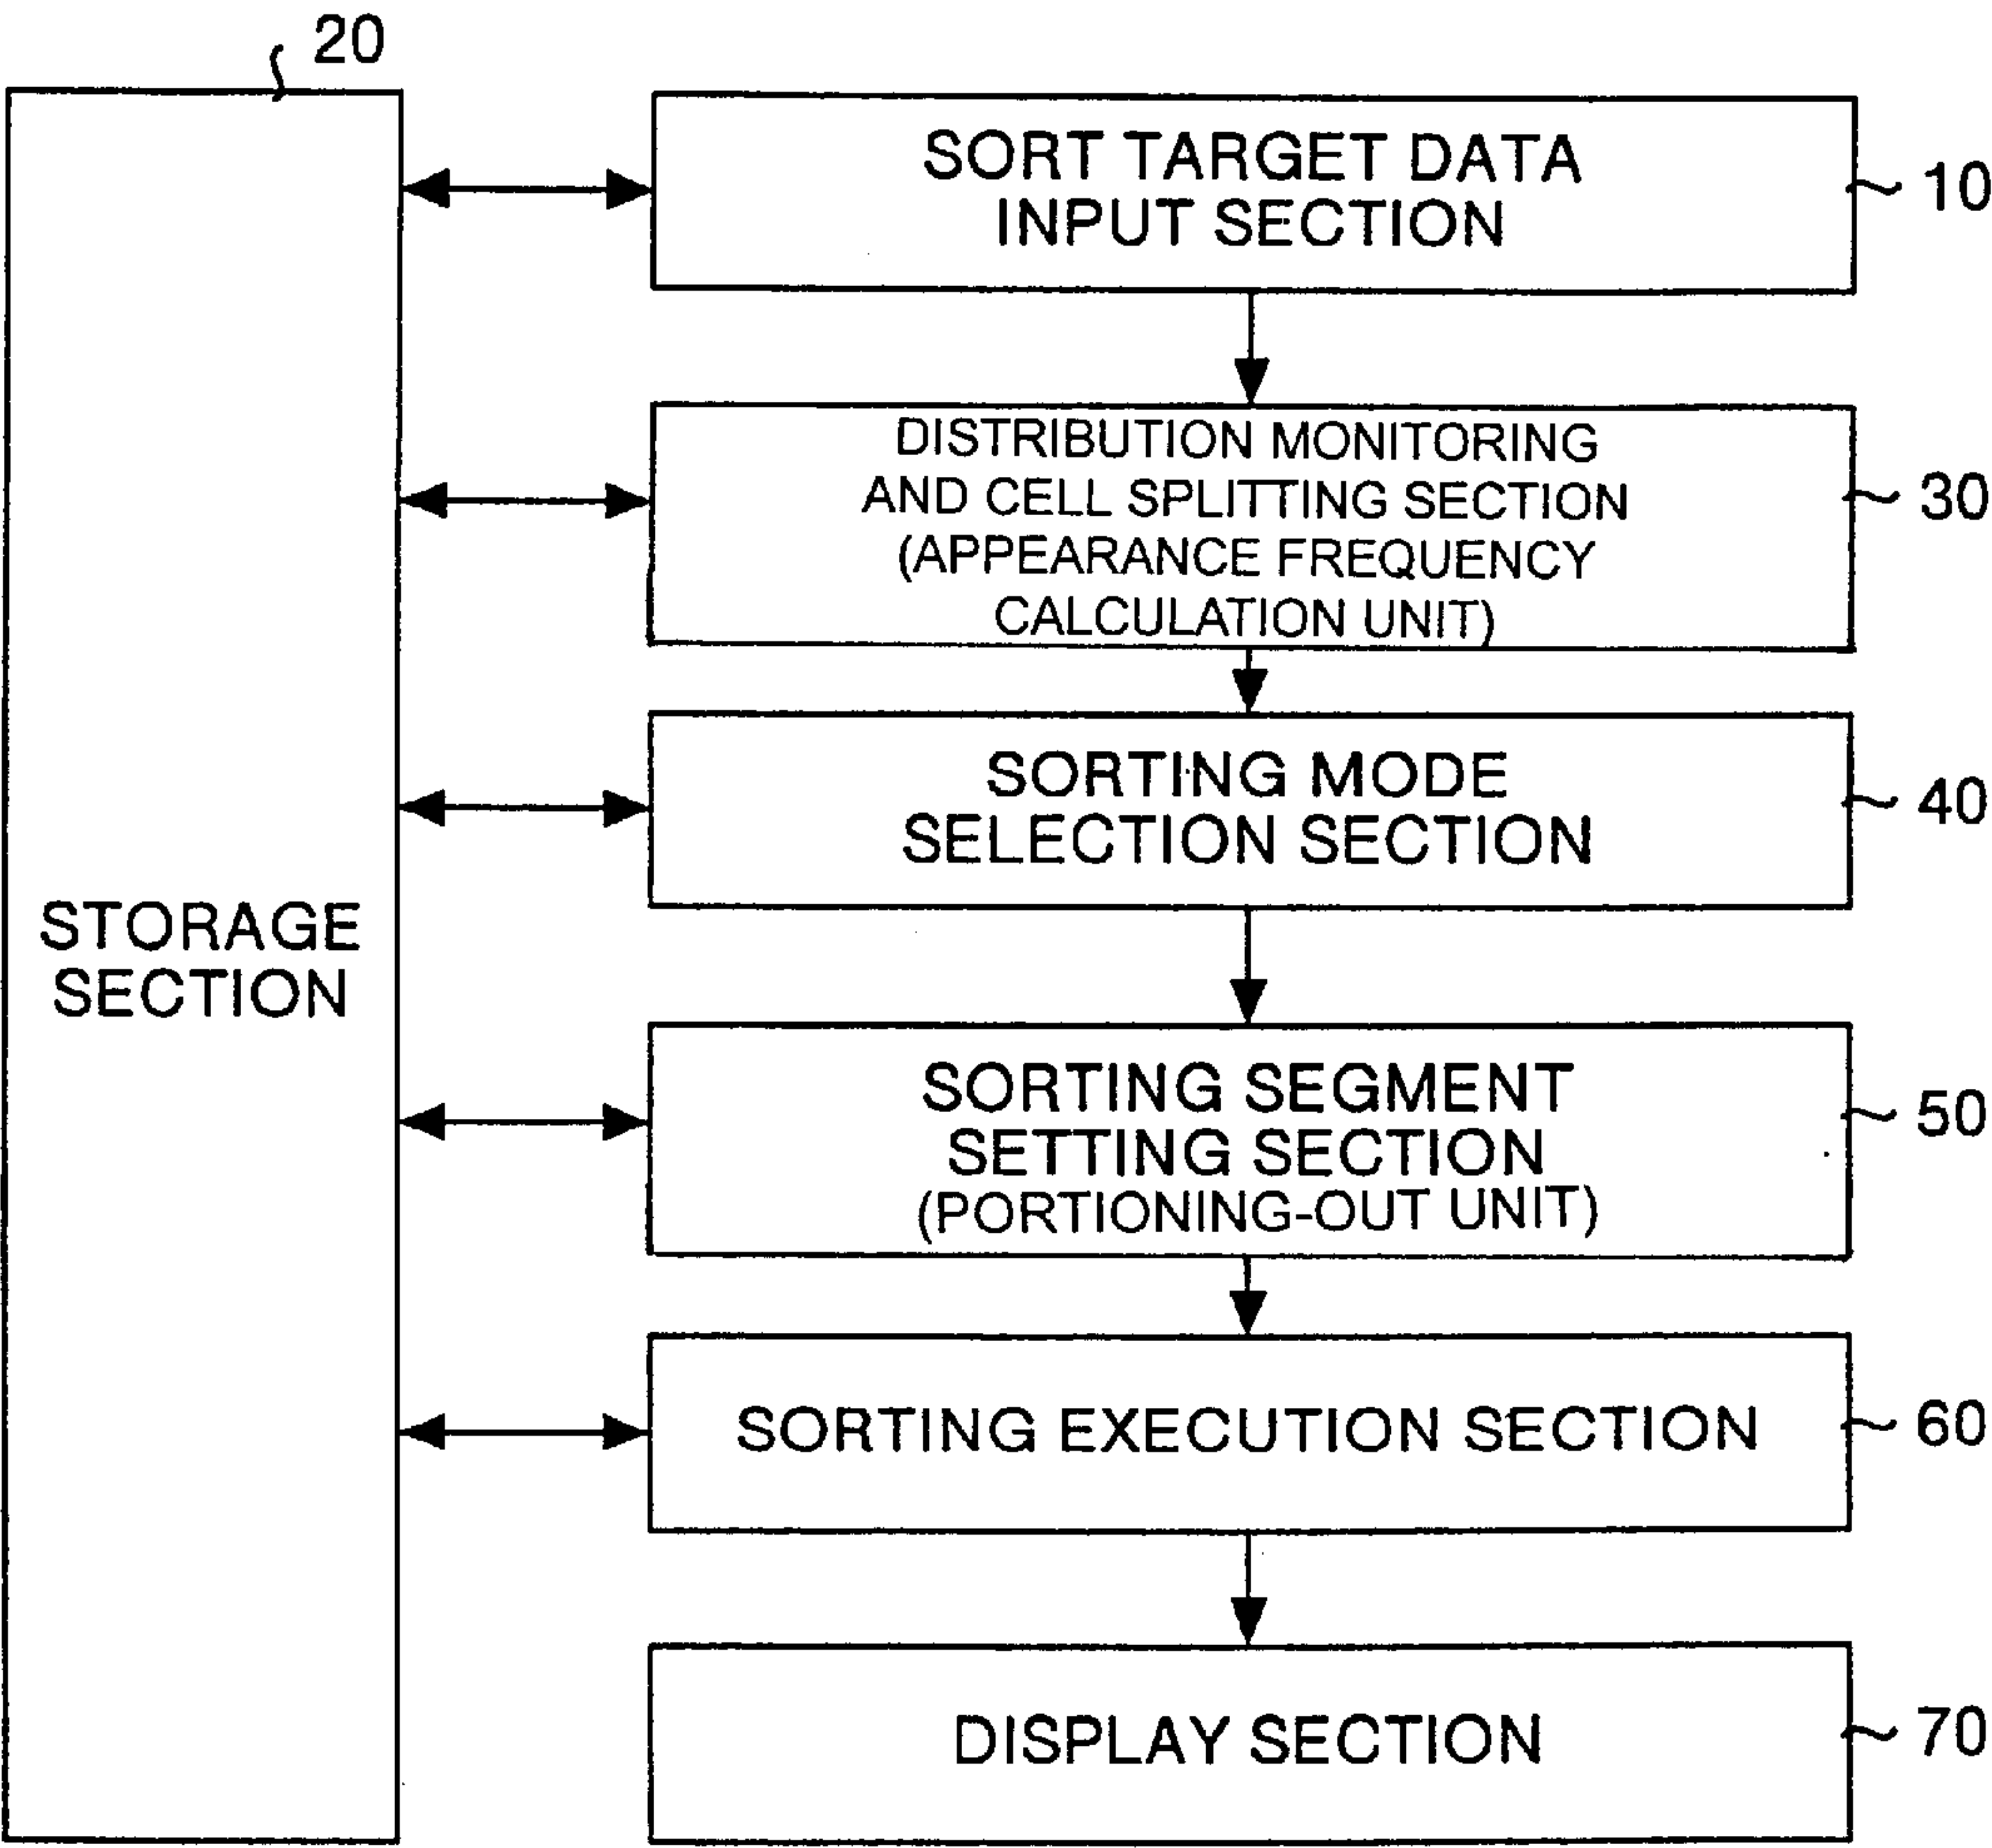 20
STORAGE
SECTION
SORT TARGET DATA
INPUT SECTION
10
DISTRIBUTION MONITORING
AND CELL SPLITTING SECTION
(APPEARANCE FREQUENCY
CALCULATION UNIT)
30
SORTING MODE
SELECTION SECTION
40
SORTING SEGMENT
SETTING SECTION
(PORTIONING-OUT UNIT)
50
SORTING EXECUTION SECTION
60
DISPLAY SECTION
70